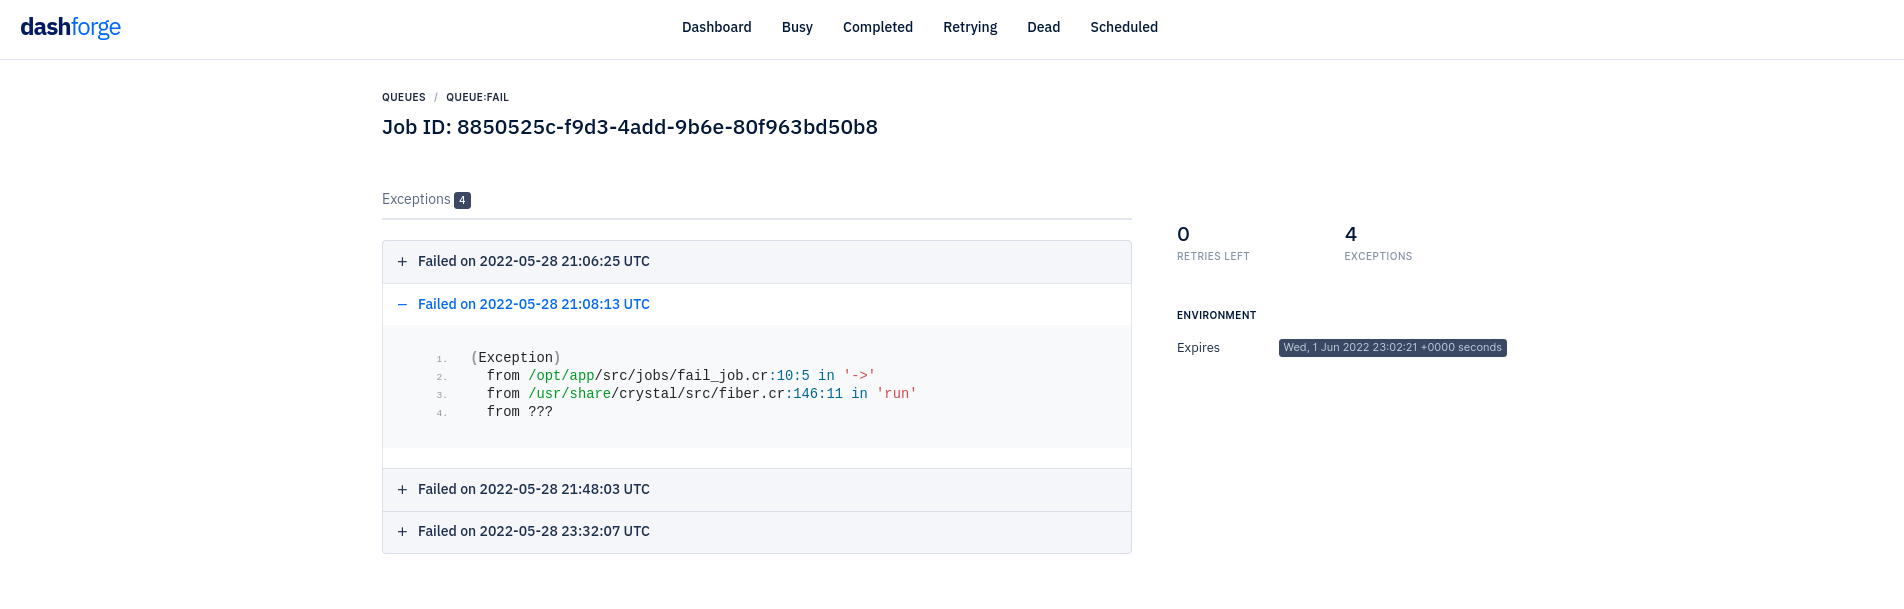 dashforge
Dashboard Busy Completed Retrying Dead Scheduled
QUEUES / QUEUE:FAIL
Job ID: 8850525c-f9d3-4add-9b6e-80f963bd50b8
Exceptions 4
+ Failed on 2022-05-28 21:06:25 UTC
− Failed on 2022-05-28 21:08:13 UTC
1. (Exception)
2. from /opt/app/src/jobs/fail_job.cr:10:5 in '->'
3. from /usr/share/crystal/src/fiber.cr:146:11 in 'run'
4. from ???
+ Failed on 2022-05-28 21:48:03 UTC
+ Failed on 2022-05-28 23:32:07 UTC
0 4
RETRIES LEFT EXCEPTIONS
ENVIRONMENT
Expires Wed, 1 Jun 2022 23:02:21 +0000 seconds